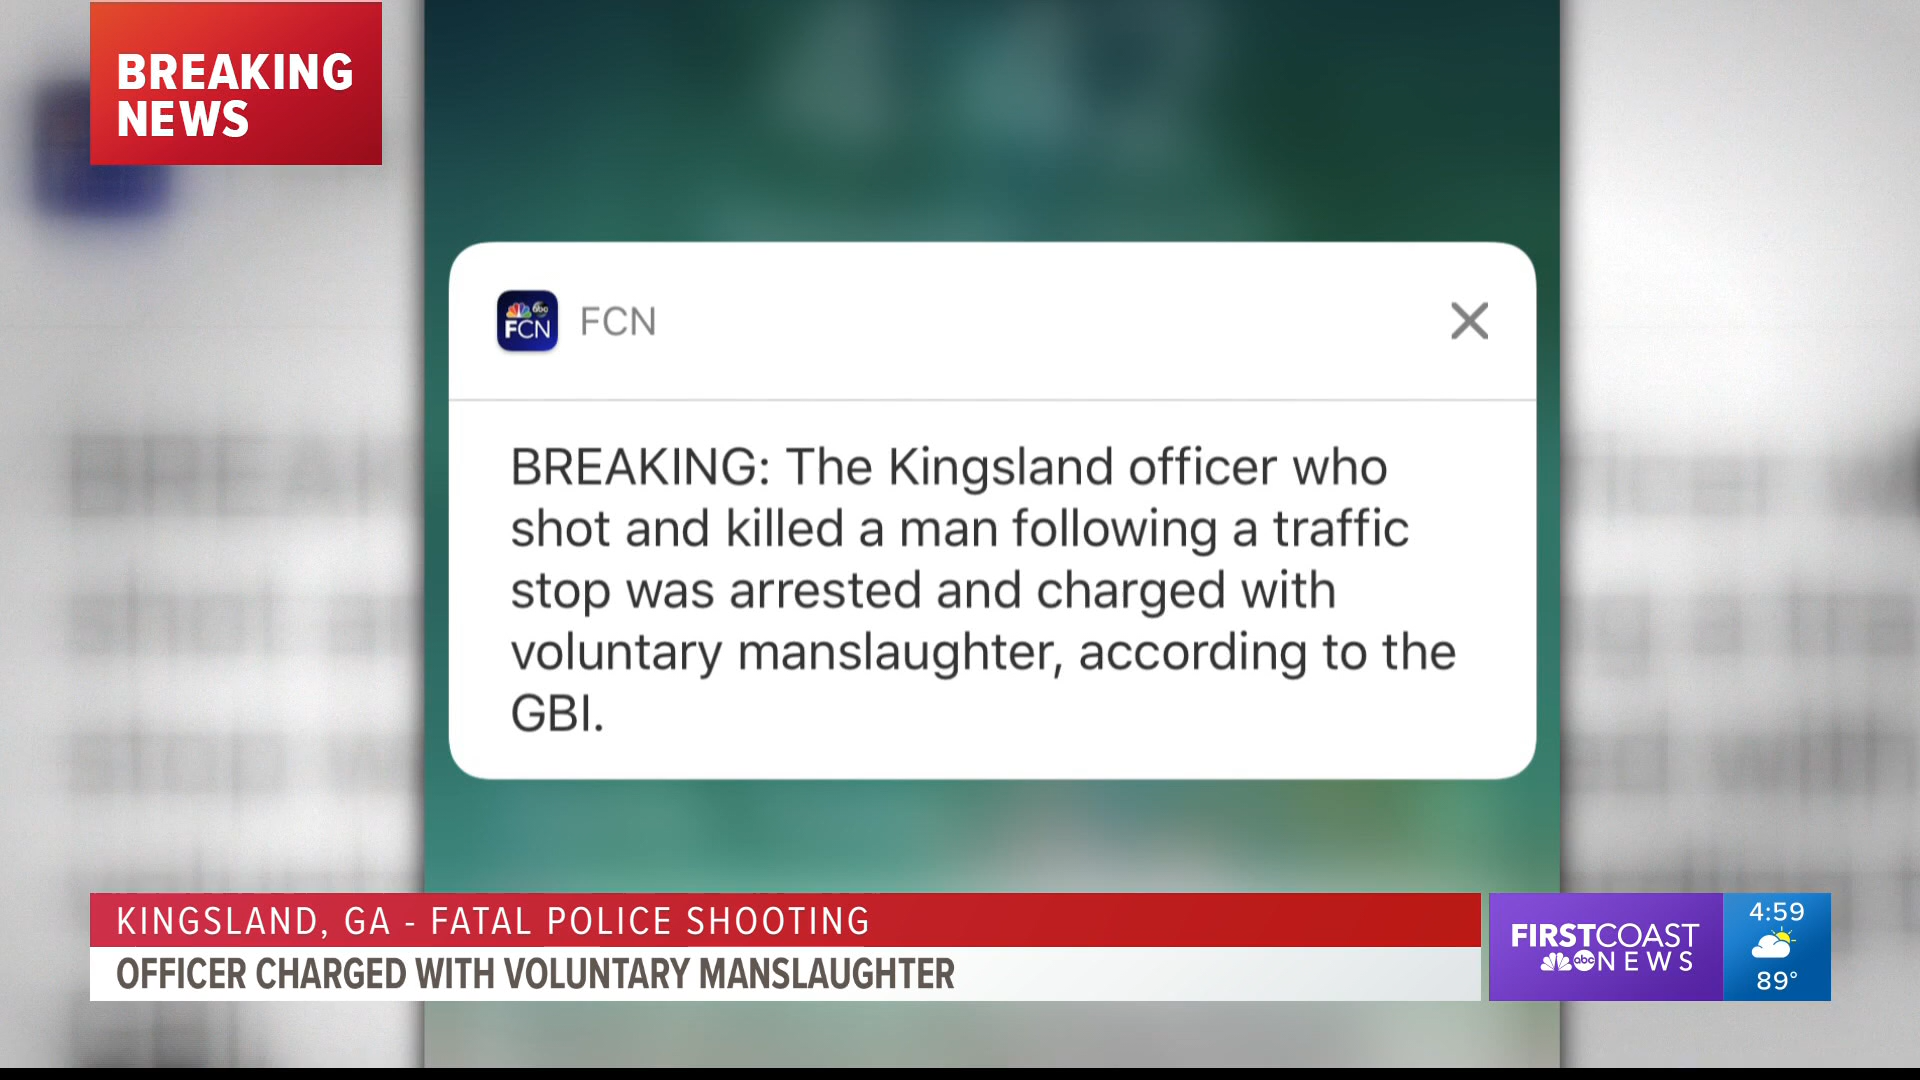 BREAKING
NEWS
abc
FCN
FCN
BREAKING: The Kingsland officer who
shot and killed a man following a traffic
stop was arrested and charged with
voluntary manslaughter, according to the
GBI.
KINGSLAND, GA - FATAL POLICE SHOOTING
OFFICER CHARGED WITH VOLUNTARY MANSLAUGHTER
FIRSTCOAST
abc NEWS
4:59
89°